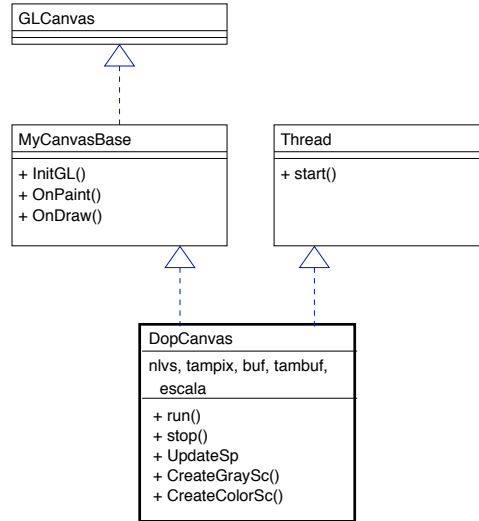 GLCanvas
MyCanvasBase
+ InitGL()
+ OnPaint()
+ OnDraw()
Thread
+ start()
DopCanvas
nlvs, tampix, buf, tambuf,
escala
+ run()
+ stop()
+ UpdateSp
+ CreateGraySc()
+ CreateColorSc()